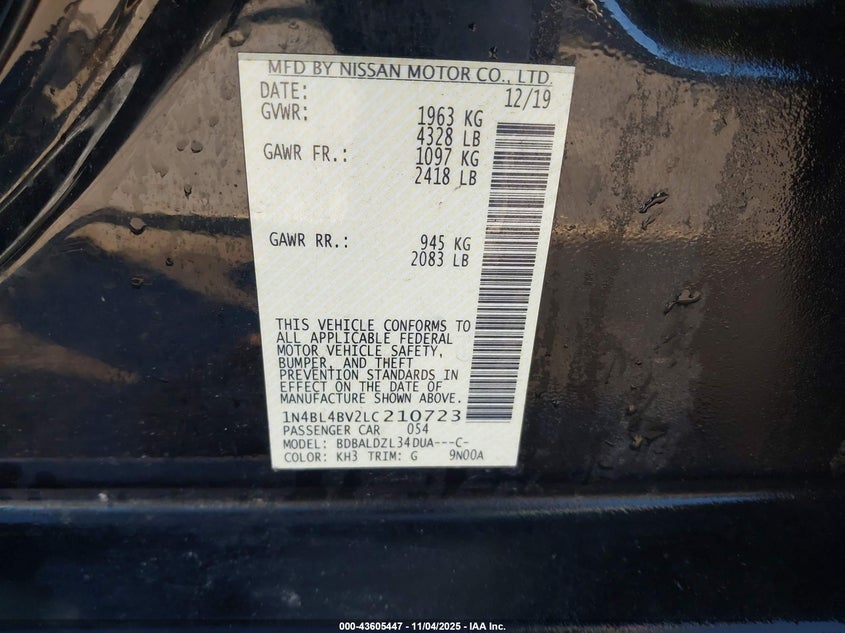 MFD BY NISSAN MOTOR CO., LTD.
DATE: 12/19
GVWR: 1963 KG
4328 LB
GAWR FR.: 1097 KG
2418 LB
GAWR RR.: 945 KG
2083 LB
THIS VEHICLE CONFORMS TO
ALL APPLICABLE FEDERAL
MOTOR VEHICLE SAFETY,
BUMPER, AND THEFT
PREVENTION STANDARDS IN
EFFECT ON THE DATE OF
MANUFACTURE SHOWN ABOVE.
1N4BL4BV2LC210723
PASSENGER CAR 054
MODEL: BDBALDZL34DUA---C-
COLOR: KH3 TRIM: G 9N00A
000-43605447 - 11/04/2025 - IAA Inc.